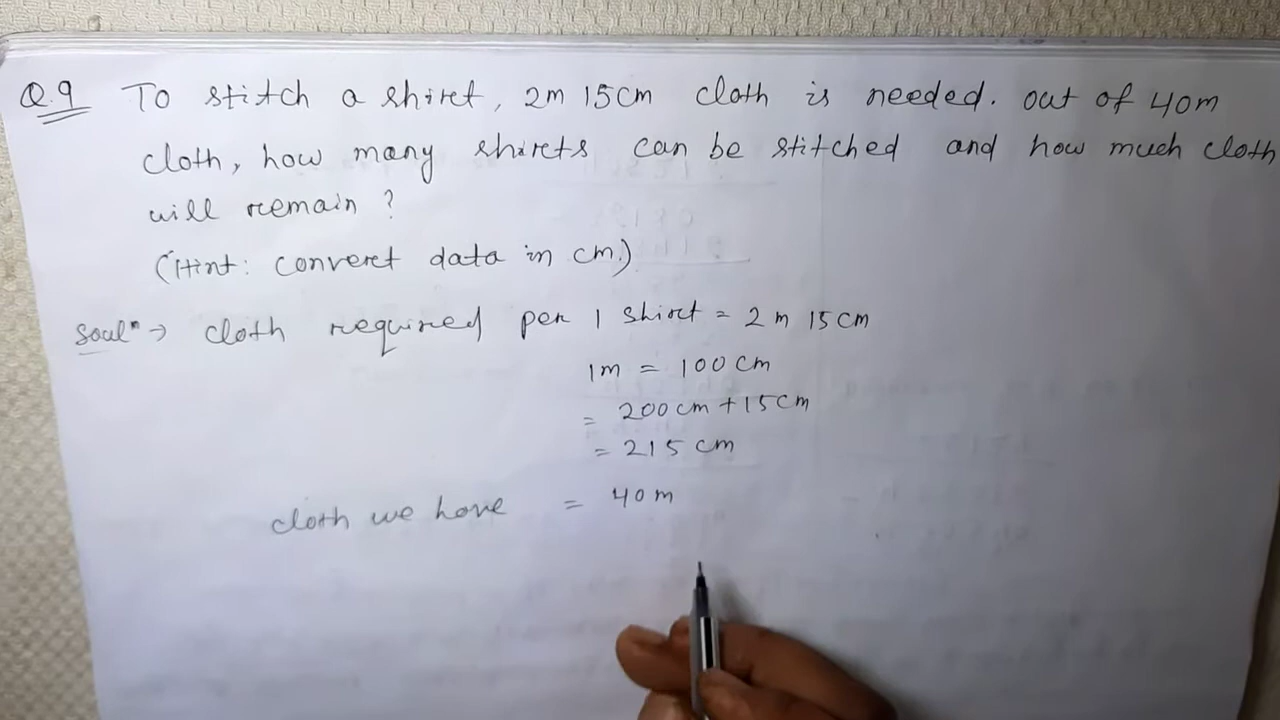 Q.9 To stitch a shirt, 2m 15cm cloth is needed. out of 40m
cloth, how many shirts can be stitched and how much cloth
will remain ?
(Hint: convert data in cm.)
soulⁿ → cloth required per 1 shirt = 2 m 15 cm
1m = 100 cm
= 200 cm + 15 cm
= 215 cm
cloth we have = 40 m